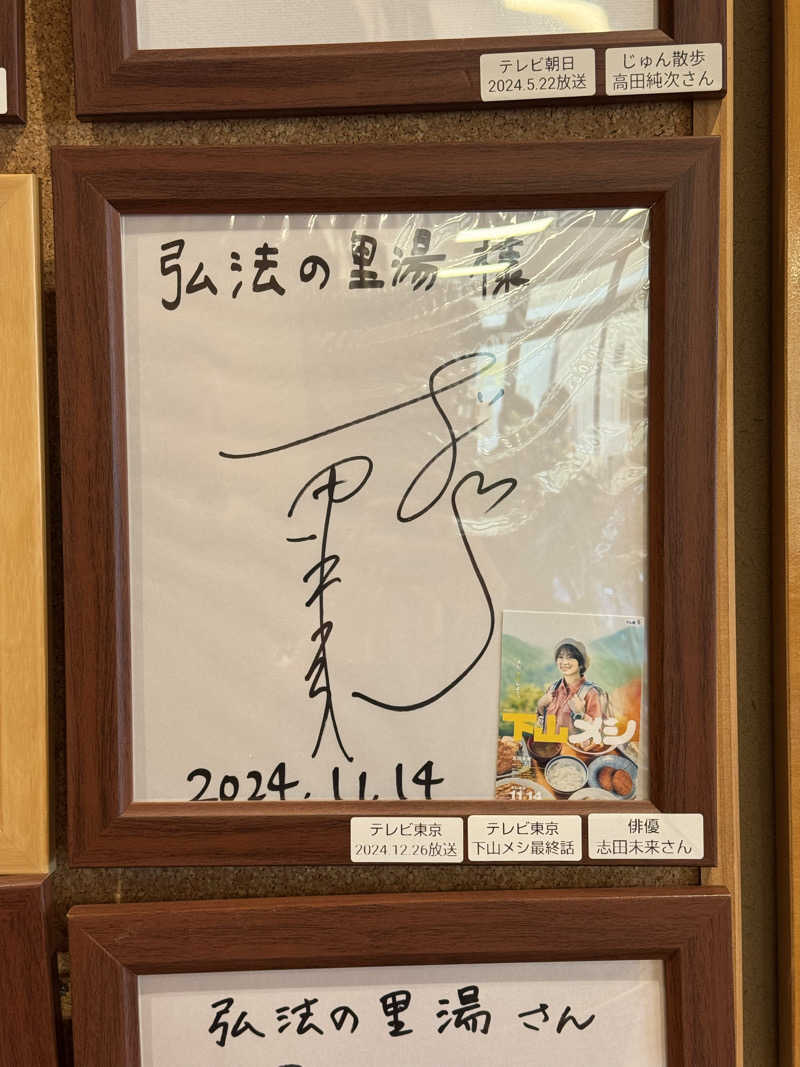 テレビ朝日
2024.5.22放送
じゅん散歩
高田純次さん
弘法の里湯 様
2024.11.14
下山メシ
11.14
テレビ東京
2024.12.26放送
テレビ東京
下山メシ最終話
俳優
志田未来さん
弘法の里湯 さん